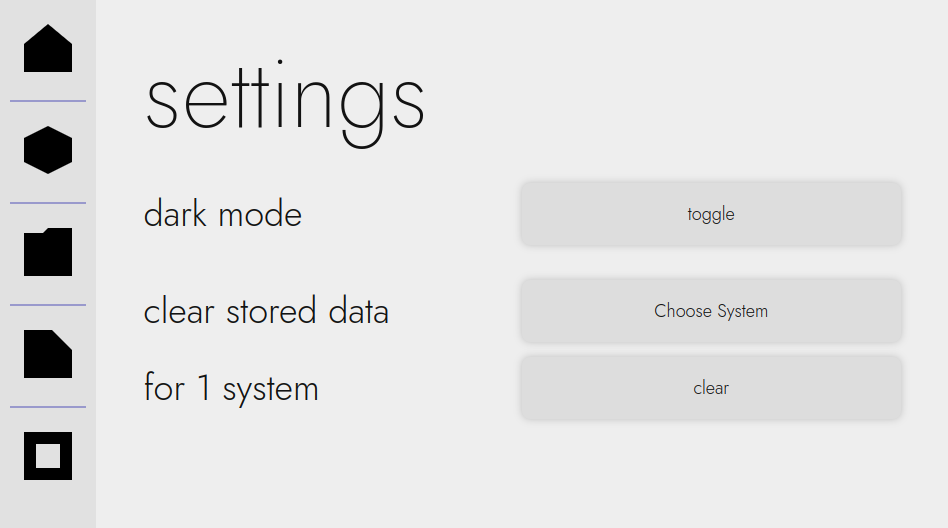 settings
dark mode
toggle
clear stored data
Choose System
for 1 system
clear